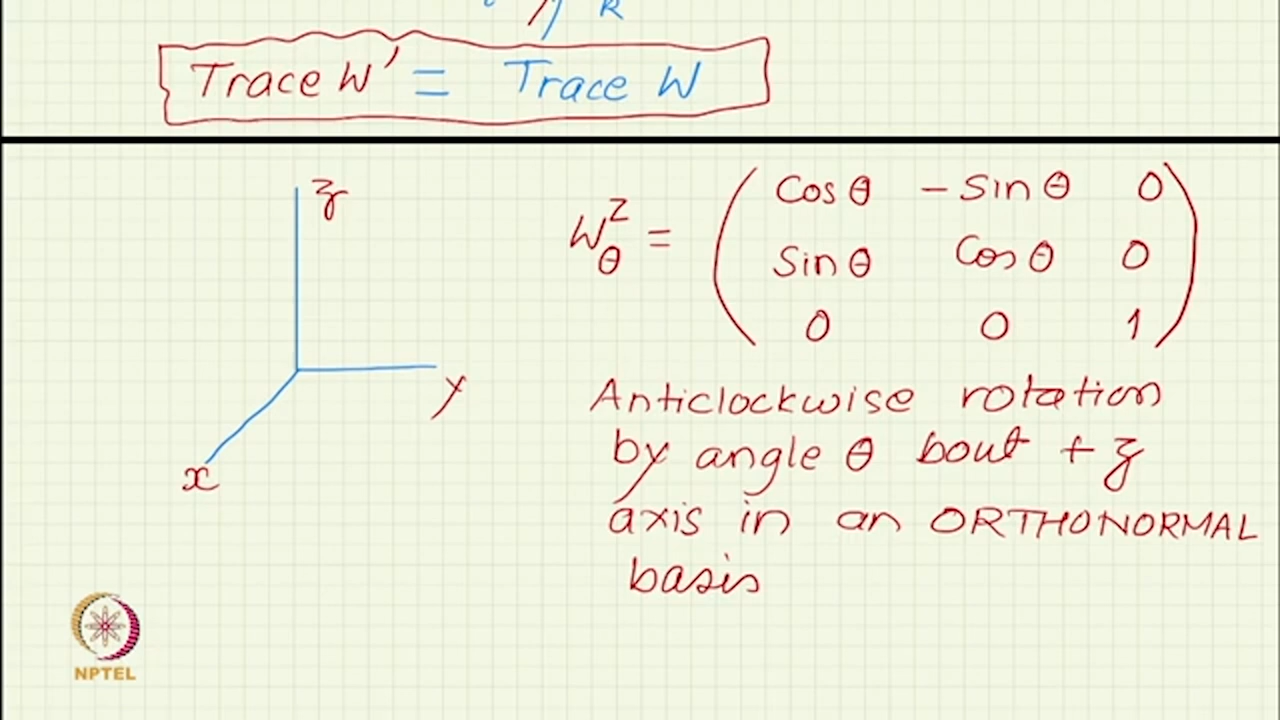 Trace W' = Trace W
z
y
x
W_θ^z = ( Cos θ  - Sin θ  0
Sin θ  Cos θ  0
0  0  1 )
Anticlockwise rotation
by angle θ bout + z
axis in an ORTHONORMAL
basis
NPTEL